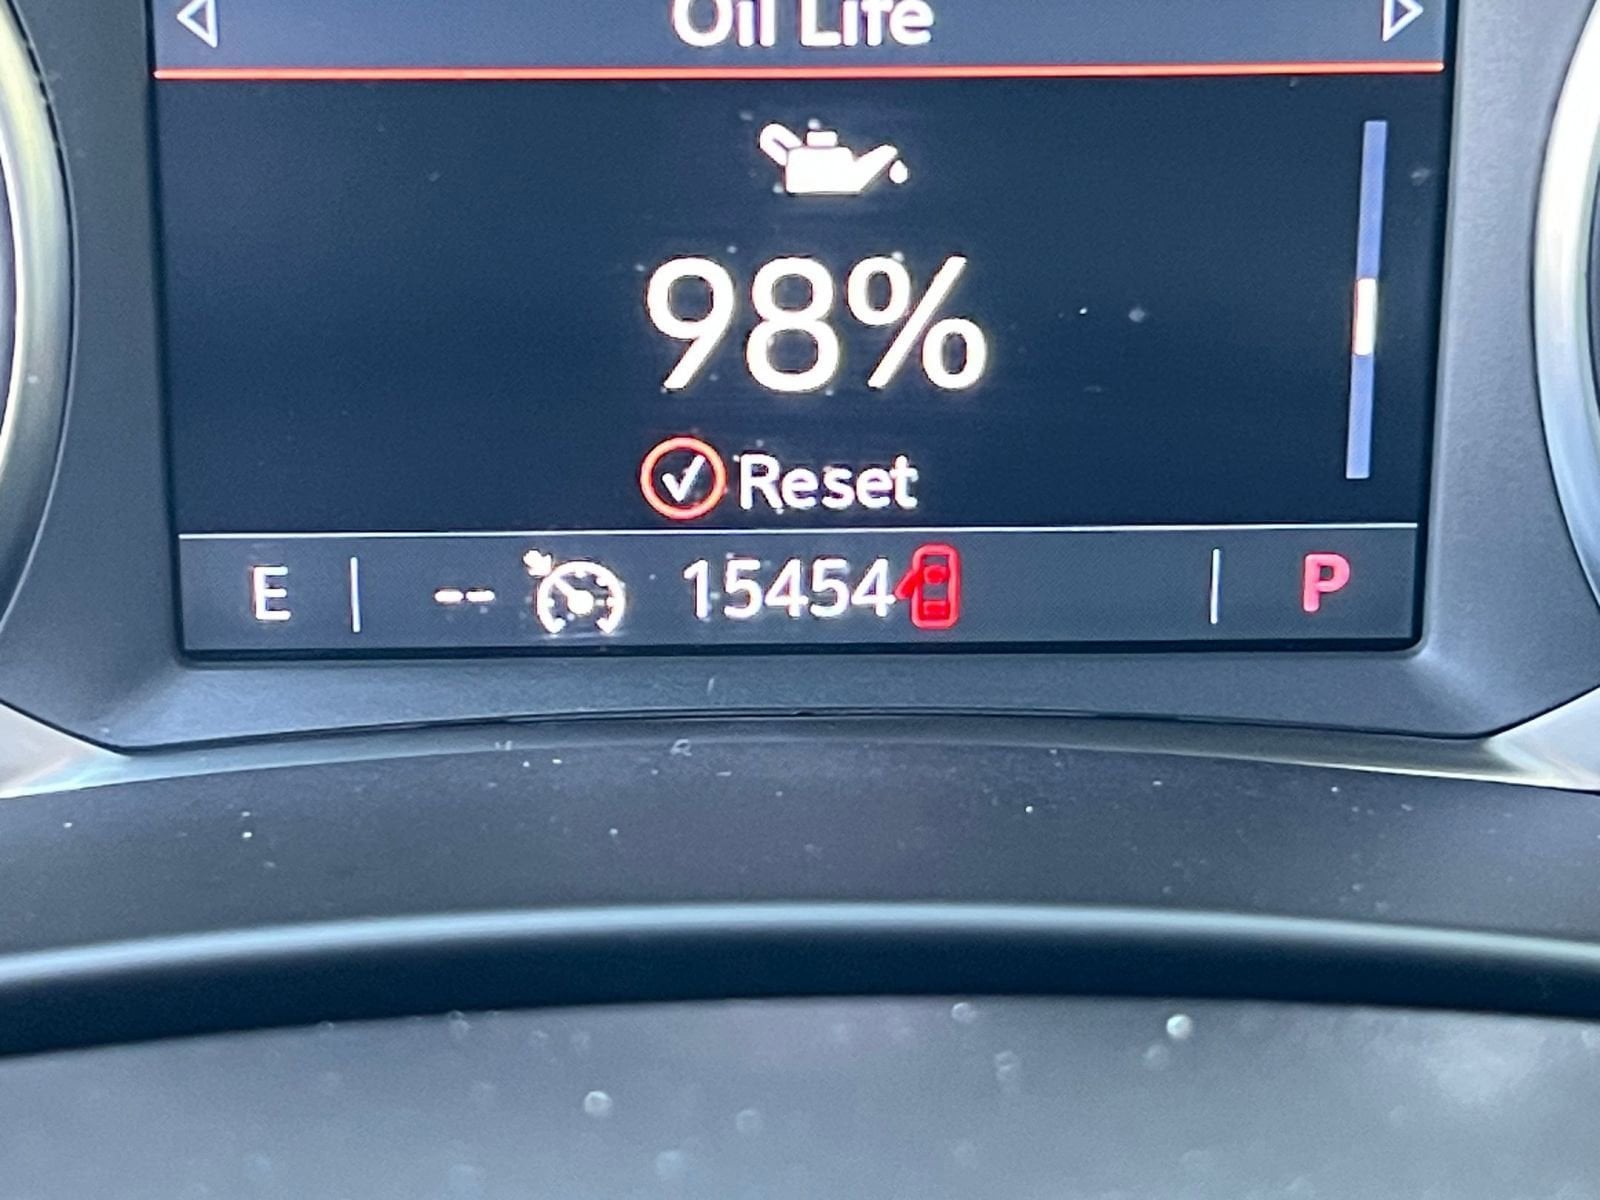 Oil Life
98%
Reset
E -- 15454 P